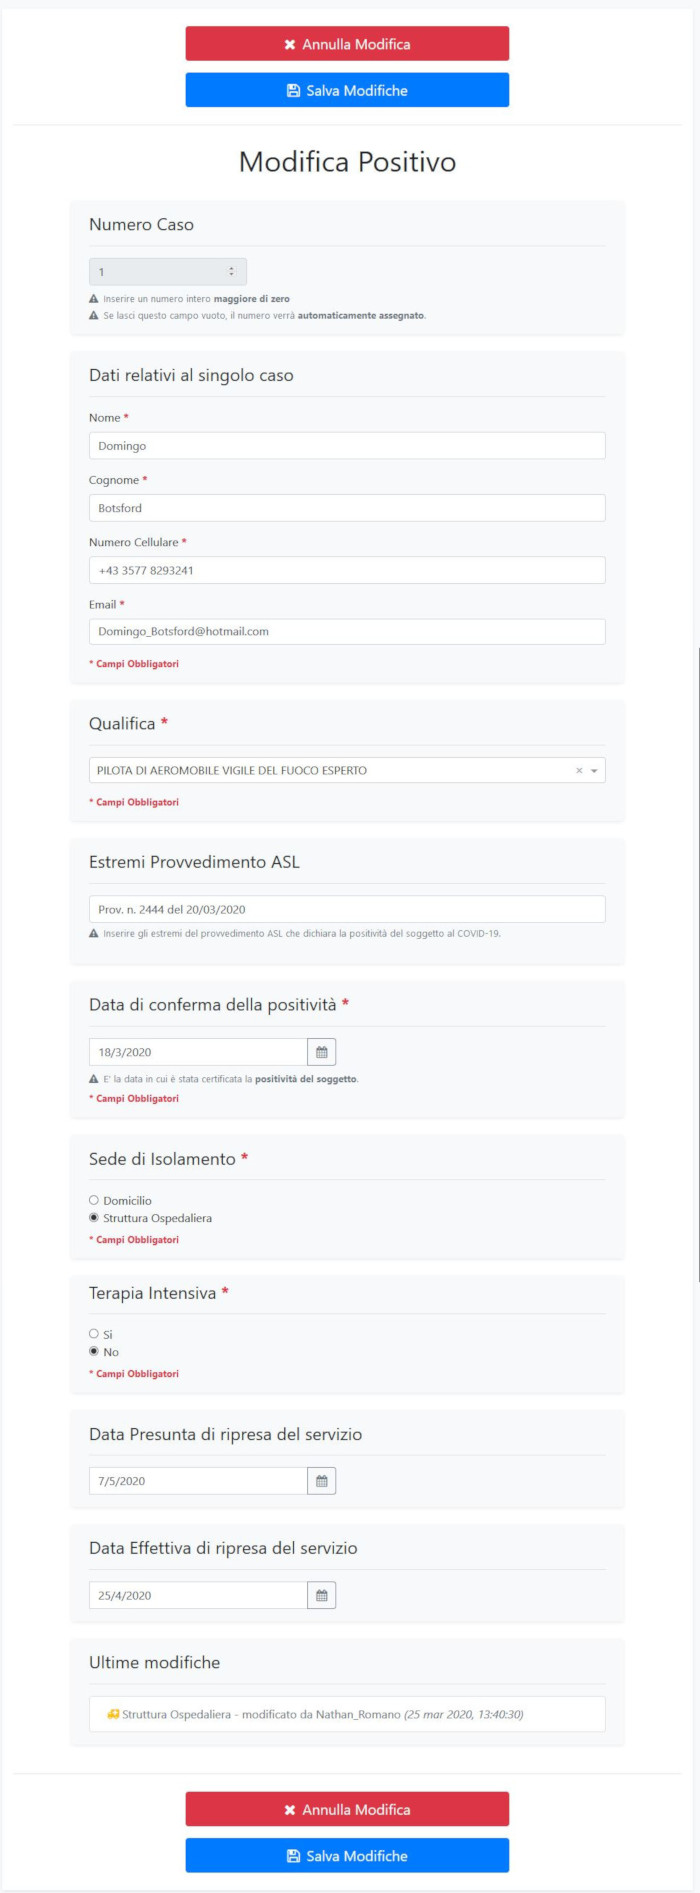 Annulla Modifica
Salva Modifiche
Modifica Positivo
Numero Caso
1
Inserire un numero intero maggiore di zero
Se lasci questo campo vuoto, il numero verrà automaticamente assegnato.
Dati relativi al singolo caso
Nome *
Domingo
Cognome *
Botsford
Numero Cellulare *
+43 3577 8293241
Email *
Domingo_Botsford@hotmail.com
* Campi Obbligatori
Qualifica *
PILOTA DI AEROMOBILE VIGILE DEL FUOCO ESPERTO
* Campi Obbligatori
Estremi Provvedimento ASL
Prov. n. 2444 del 20/03/2020
Inserire gli estremi del provvedimento ASL che dichiara la positività del soggetto al COVID-19.
Data di conferma della positività *
18/3/2020
E' la data in cui è stata certificata la positività del soggetto.
* Campi Obbligatori
Sede di Isolamento *
Domicilio
Struttura Ospedaliera
* Campi Obbligatori
Terapia Intensiva *
Si
No
* Campi Obbligatori
Data Presunta di ripresa del servizio
7/5/2020
Data Effettiva di ripresa del servizio
25/4/2020
Ultime modifiche
Struttura Ospedaliera - modificato da Nathan_Romano (25 mar 2020, 13:40:30)
Annulla Modifica
Salva Modifiche